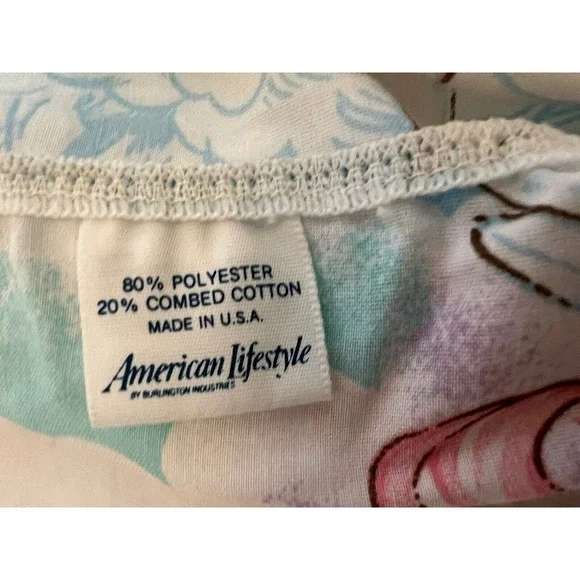 80% POLYESTER
20% COMBED COTTON
MADE IN U.S.A.
American Lifestyle
BY BURLINGTON INDUSTRIES